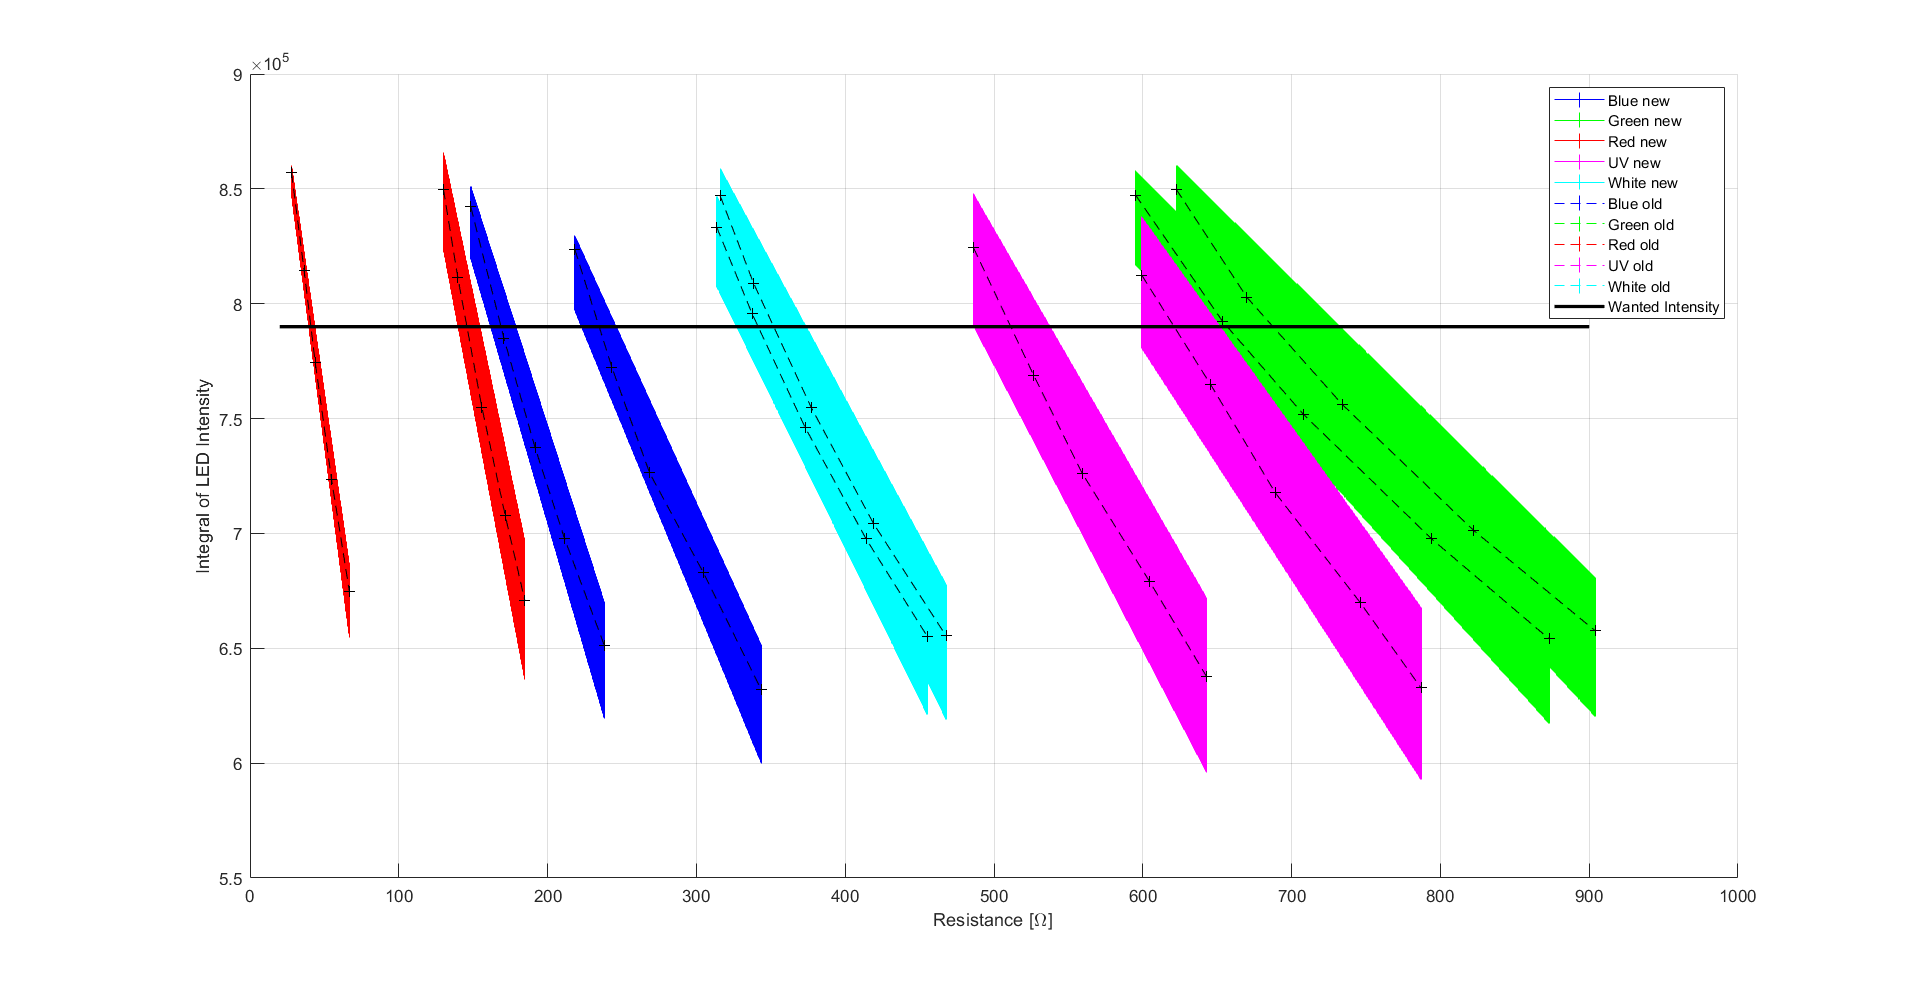 ×10⁵
9
8.5
8
7.5
7
6.5
6
5.5
0 100 200 300 400 500 600 700 800 900 1000
Integral of LED Intensity
Resistance [Ω]
Blue new
Green new
Red new
UV new
White new
Blue old
Green old
Red old
UV old
White old
Wanted Intensity